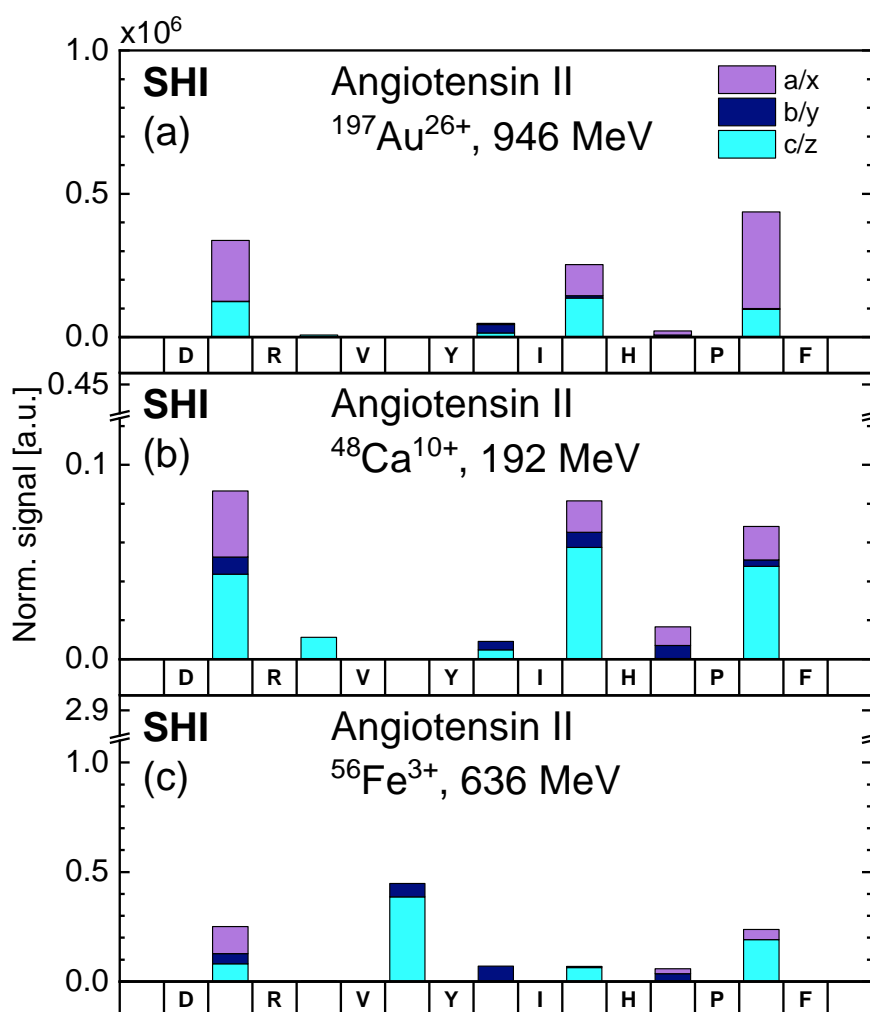 x10⁶
1.0
SHI Angiotensin II
(a) ¹⁹⁷Au²⁶⁺, 946 MeV
a/x
b/y
c/z
0.5
0.0
D R V Y I H P F
0.45
SHI Angiotensin II
(b) ⁴⁸Ca¹⁰⁺, 192 MeV
0.1
0.0
D R V Y I H P F
2.9
SHI Angiotensin II
(c) ⁵⁶Fe³⁺, 636 MeV
1.0
0.5
0.0
D R V Y I H P F
Norm. signal [a.u.]